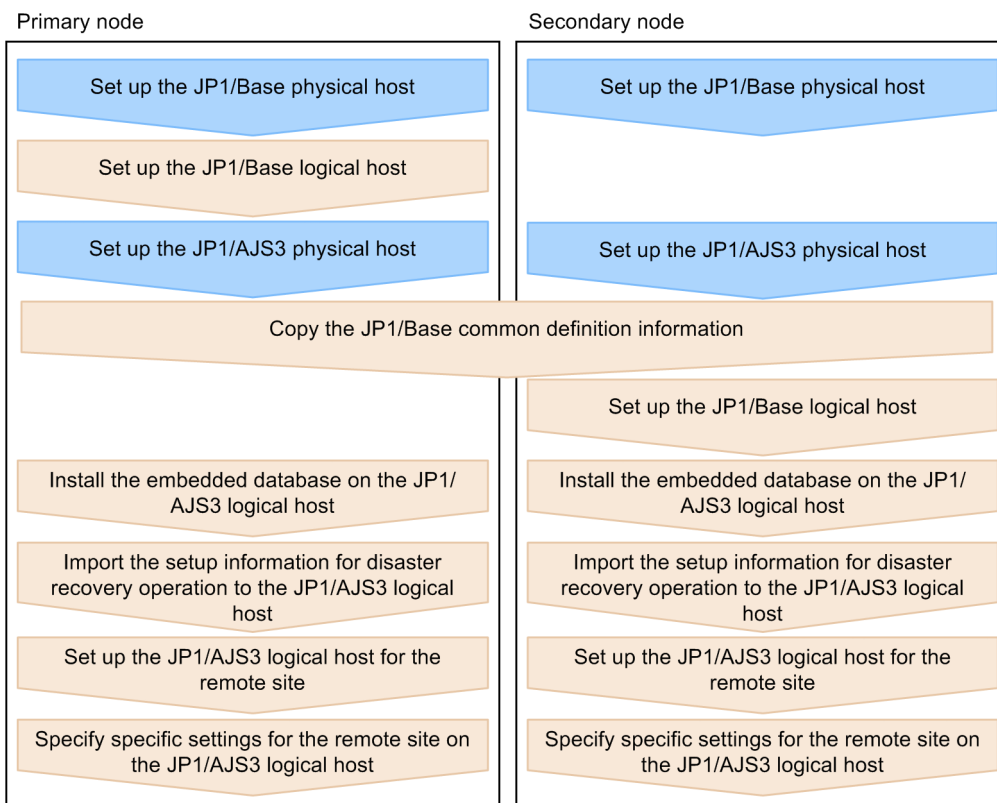 Primary node
Secondary node
Set up the JP1/Base physical host
Set up the JP1/Base physical host
Set up the JP1/Base logical host
Set up the JP1/AJS3 physical host
Set up the JP1/AJS3 physical host
Copy the JP1/Base common definition information
Set up the JP1/Base logical host
Install the embedded database on the JP1/
AJS3 logical host
Install the embedded database on the JP1/
AJS3 logical host
Import the setup information for disaster
recovery operation to the JP1/AJS3 logical
host
Import the setup information for disaster
recovery operation to the JP1/AJS3 logical
host
Set up the JP1/AJS3 logical host for the
remote site
Set up the JP1/AJS3 logical host for the
remote site
Specify specific settings for the remote site on
the JP1/AJS3 logical host
Specify specific settings for the remote site on
the JP1/AJS3 logical host